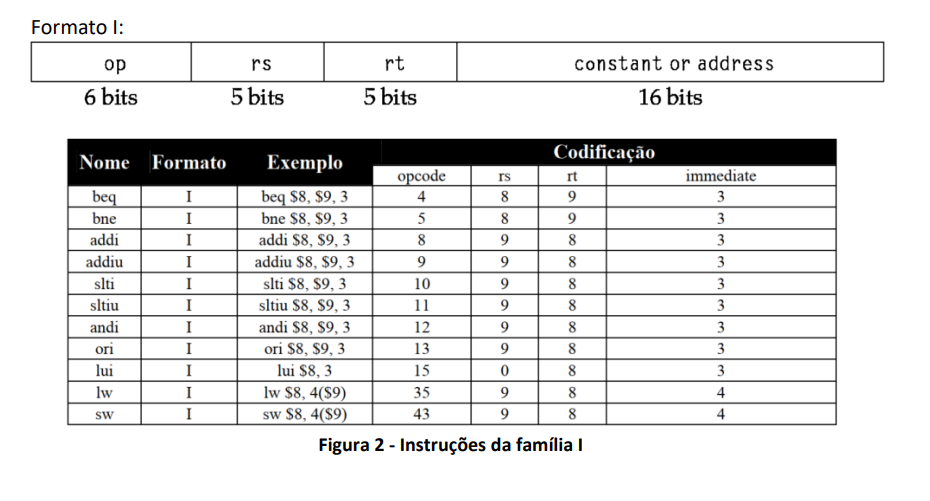 Formato I:
op rs rt constant or address
6 bits 5 bits 5 bits 16 bits
Nome Formato Exemplo Codificação
opcode rs rt immediate
beq I beq $8, $9, 3 4 8 9 3
bne I bne $8, $9, 3 5 8 9 3
addi I addi $8, $9, 3 8 9 8 3
addiu I addiu $8, $9, 3 9 9 8 3
slti I slti $8, $9, 3 10 9 8 3
sltiu I sltiu $8, $9, 3 11 9 8 3
andi I andi $8, $9, 3 12 9 8 3
ori I ori $8, $9, 3 13 9 8 3
lui I lui $8, 3 15 0 8 3
lw I lw $8, 4($9) 35 9 8 4
sw I sw $8, 4($9) 43 9 8 4
Figura 2 - Instruções da família I